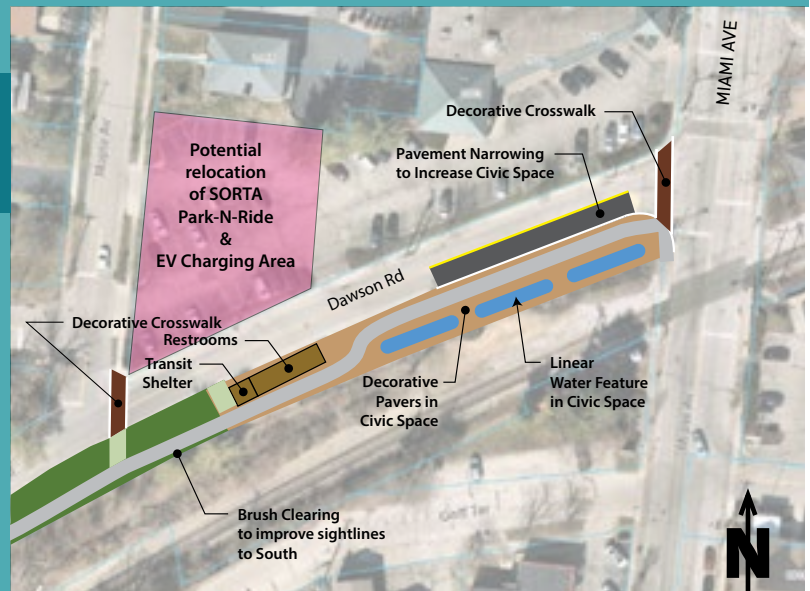 MIAMI AVE
Decorative Crosswalk
Pavement Narrowing
to Increase Civic Space
Maple Av
Potential
relocation
of SORTA
Park-N-Ride
&
EV Charging Area
Dawson Rd
Decorative Crosswalk
Restrooms
Transit
Shelter
Decorative
Pavers in
Civic Space
Linear
Water Feature
in Civic Space
Brush Clearing
to improve sightlines
to South
N